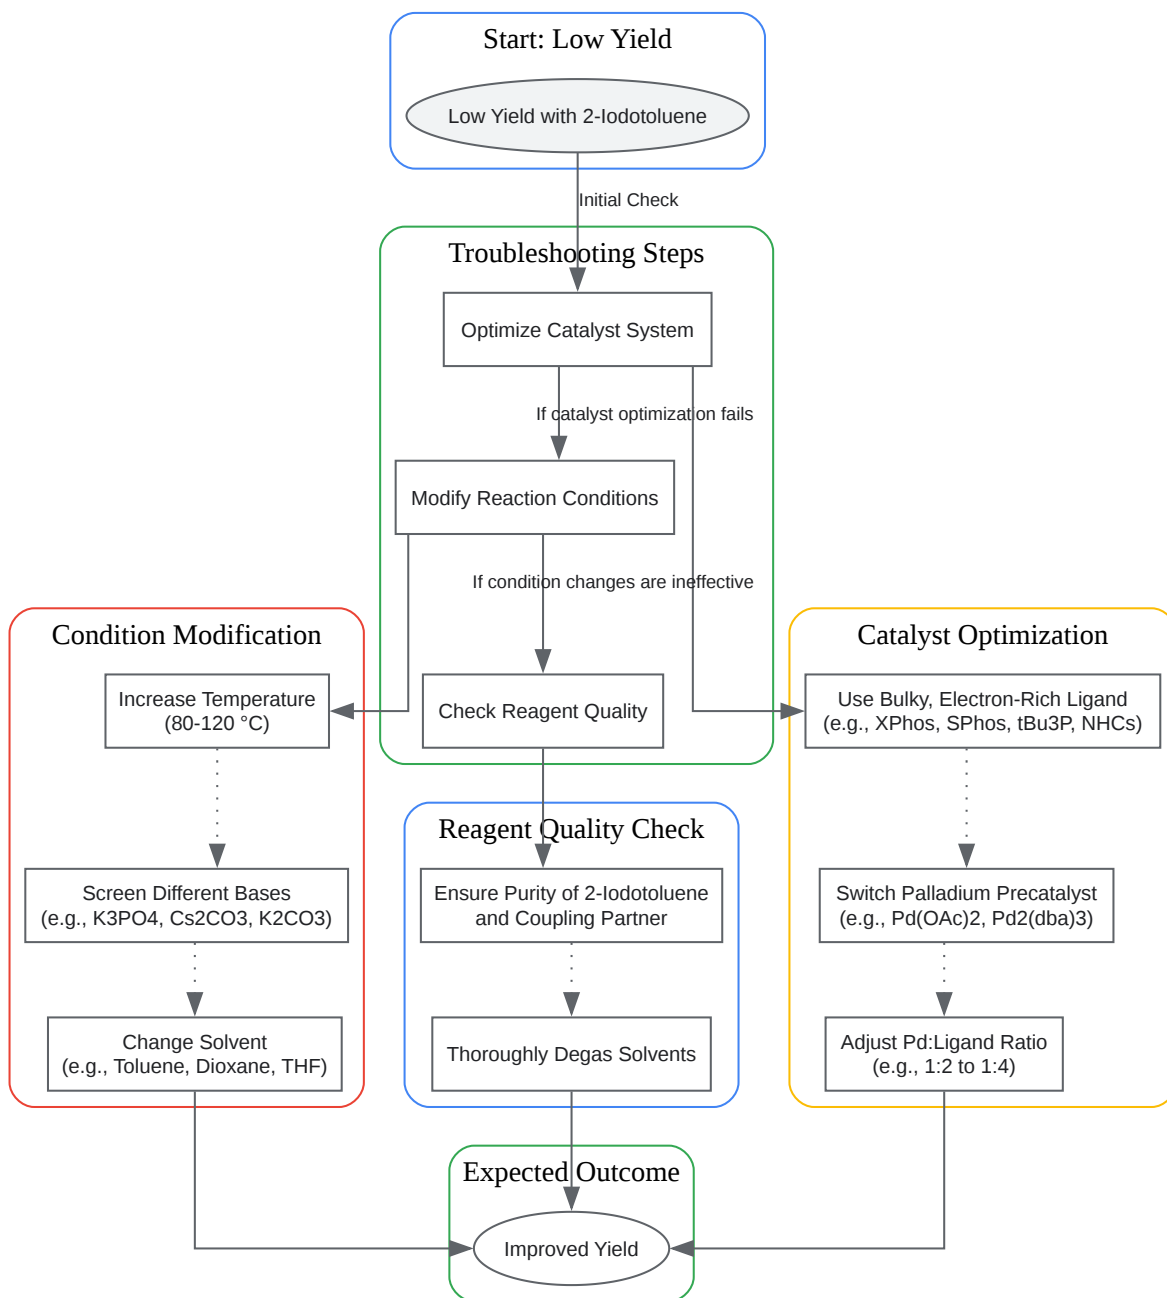 Start: Low Yield
Low Yield with 2-Iodotoluene
Initial Check
Troubleshooting Steps
Optimize Catalyst System
If catalyst optimization fails
Modify Reaction Conditions
If condition changes are ineffective
Check Reagent Quality
Condition Modification
Increase Temperature
(80-120 °C)
Screen Different Bases
(e.g., K3PO4, Cs2CO3, K2CO3)
Change Solvent
(e.g., Toluene, Dioxane, THF)
Reagent Quality Check
Ensure Purity of 2-Iodotoluene
and Coupling Partner
Thoroughly Degas Solvents
Catalyst Optimization
Use Bulky, Electron-Rich Ligand
(e.g., XPhos, SPhos, tBu3P, NHCs)
Switch Palladium Precatalyst
(e.g., Pd(OAc)2, Pd2(dba)3)
Adjust Pd:Ligand Ratio
(e.g., 1:2 to 1:4)
Expected Outcome
Improved Yield